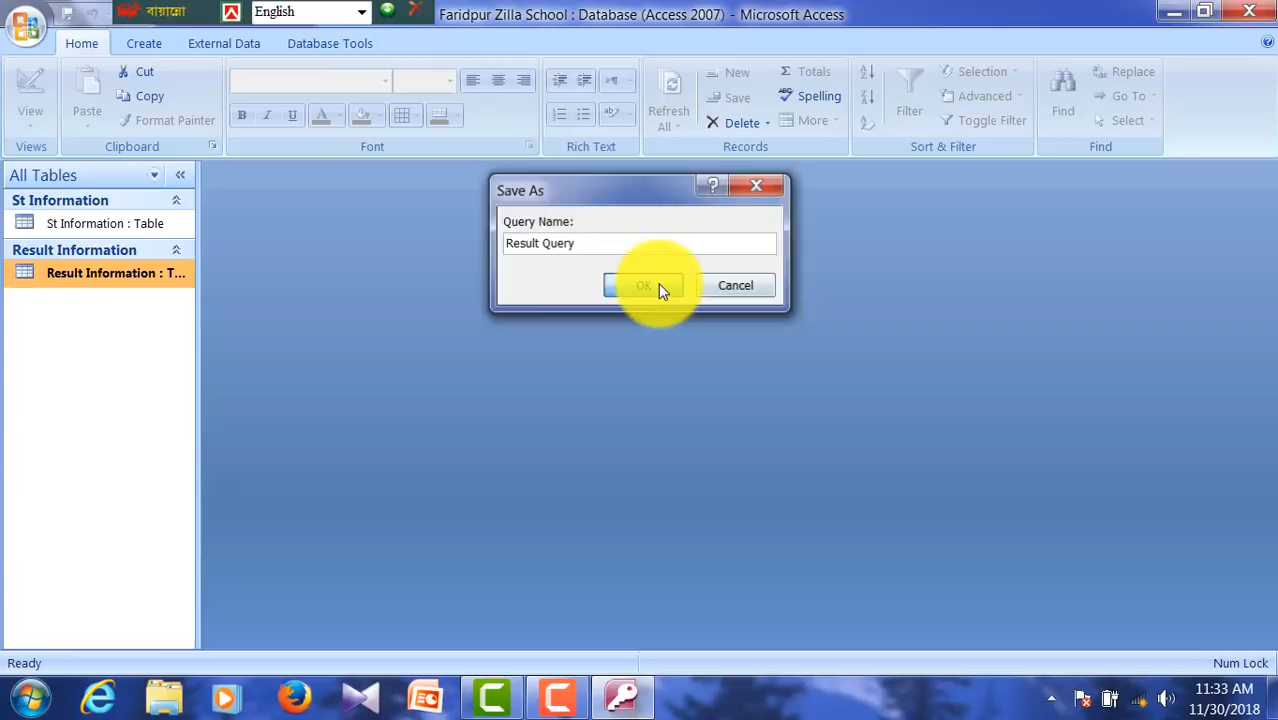 বায়ান্নো
English
Faridpur Zilla School : Database (Access 2007) - Microsoft Access
Home
Create
External Data
Database Tools
View
Views
Paste
Cut
Copy
Format Painter
Clipboard
B I U A
Font
Rich Text
Refresh All
New
Save
Delete
Totals
Spelling
More
Records
Filter
Selection
Advanced
Toggle Filter
Sort & Filter
Find
Replace
Go To
Select
Find
All Tables
St Information
St Information : Table
Result Information
Result Information : T...
Save As
Query Name:
Result Query
OK
Cancel
Ready
Num Lock
11:33 AM
11/30/2018